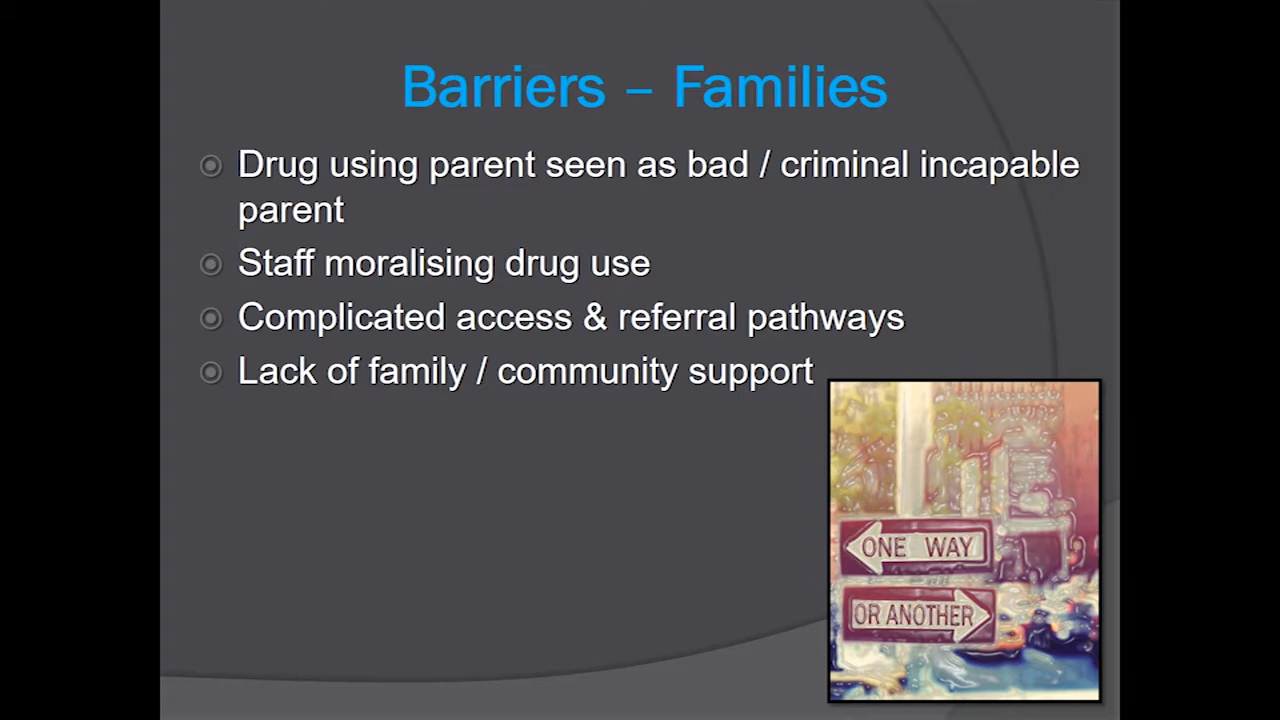 Barriers – Families
Drug using parent seen as bad / criminal incapable
parent
Staff moralising drug use
Complicated access & referral pathways
Lack of family / community support
ONE WAY
OR ANOTHER